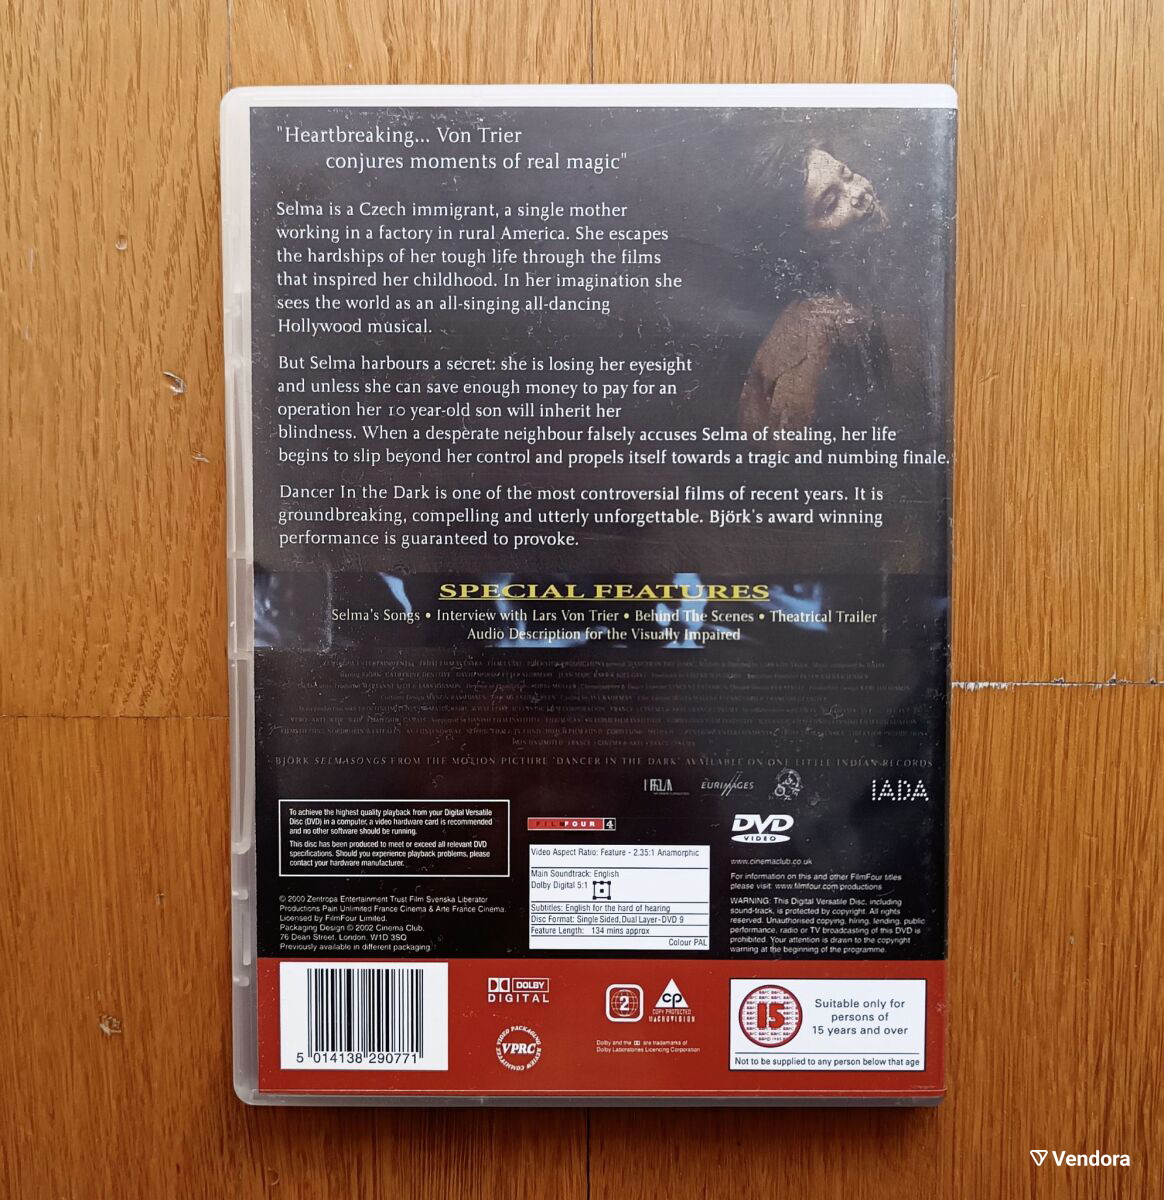 "Heartbreaking... Von Trier
conjures moments of real magic"
Selma is a Czech immigrant, a single mother
working in a factory in rural America. She escapes
the hardships of her tough life through the films
that inspired her childhood. In her imagination she
sees the world as an all-singing all-dancing
Hollywood musical.
But Selma harbours a secret: she is losing her eyesight
and unless she can save enough money to pay for an
operation her 10 year-old son will inherit her
blindness. When a desperate neighbour falsely accuses Selma of stealing, her life
begins to slip beyond her control and propels itself towards a tragic and numbing finale.
Dancer In the Dark is one of the most controversial films of recent years. It is
groundbreaking, compelling and utterly unforgettable. Björk's award winning
performance is guaranteed to provoke.
SPECIAL FEATURES
Selma's Songs • Interview with Lars Von Trier • Behind The Scenes • Theatrical Trailer
Audio Description for the Visually Impaired
BJÖRK SELMASONGS FROM THE MOTION PICTURE 'DANCER IN THE DARK' AVAILABLE ON ONE LITTLE INDIAN RECORDS
EURIMAGES
To achieve the highest quality playback from your Digital Versatile
Disc (DVD) in a computer, a video hardware card is recommended
and no other software should be running.
This disc has been produced to meet or exceed all relevant DVD
specifications. Should you experience playback problems, please
contact your hardware manufacturer.
© 2000 Zentropa Entertainment Trust Film Svenska Liberator
Productions Pain Unlimited France Cinema & Arte France Cinema.
Licensed by FilmFour Limited.
Packaging Design © 2002 Cinema Club.
76 Dean Street, London. W1D 3SQ
Previously available in different packaging.
FILMFOUR 4
Video Aspect Ratio: Feature - 2.35:1 Anamorphic
Main Soundtrack: English
Dolby Digital 5:1
Subtitles: English for the hard of hearing
Disc Format: Single Sided, Dual Layer - DVD 9
Feature Length: 134 mins approx
Colour PAL
DVD
VIDEO
www.cinemaclub.co.uk
For information on this and other FilmFour titles
please visit: www.filmfour.com/productions
WARNING: This Digital Versatile Disc, including
sound-track, is protected by copyright. All rights
reserved. Unauthorised copying, hiring, lending, public
performance, radio or TV broadcasting of this DVD is
prohibited. Your attention is drawn to the copyright
warning at the beginning of the programme.
5 014138 290771
DOLBY
DIGITAL
VIDEO PACKAGING REVIEW COMMITTEE
VPRC
2
cp
COPY PROTECTED
MACROVISION
Dolby and the are trademarks of
Dolby Laboratories Licencing Corporation
15
Suitable only for
persons of
15 years and over
Not to be supplied to any person below that age
Vendora